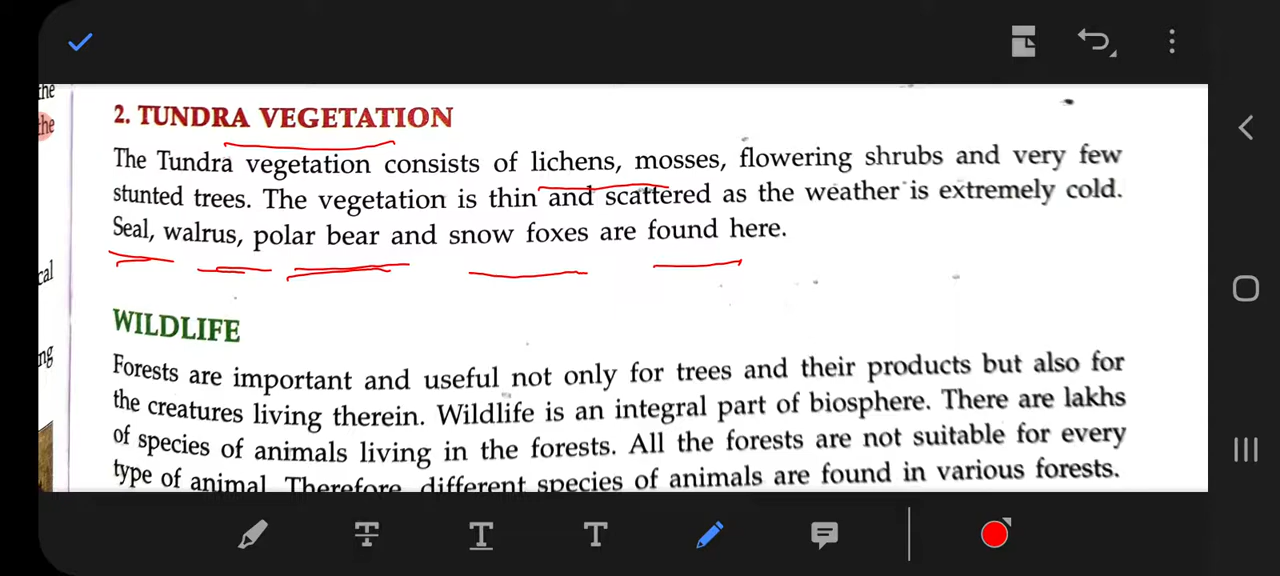 the
the
cal
ng
2. TUNDRA VEGETATION
The Tundra vegetation consists of lichens, mosses, flowering shrubs and very few
stunted trees. The vegetation is thin and scattered as the weather is extremely cold.
Seal, walrus, polar bear and snow foxes are found here.
WILDLIFE
Forests are important and useful not only for trees and their products but also for
the creatures living therein. Wildlife is an integral part of biosphere. There are lakhs
of species of animals living in the forests. All the forests are not suitable for every
type of animal. Therefore, different species of animals are found in various forests.
T
T
T